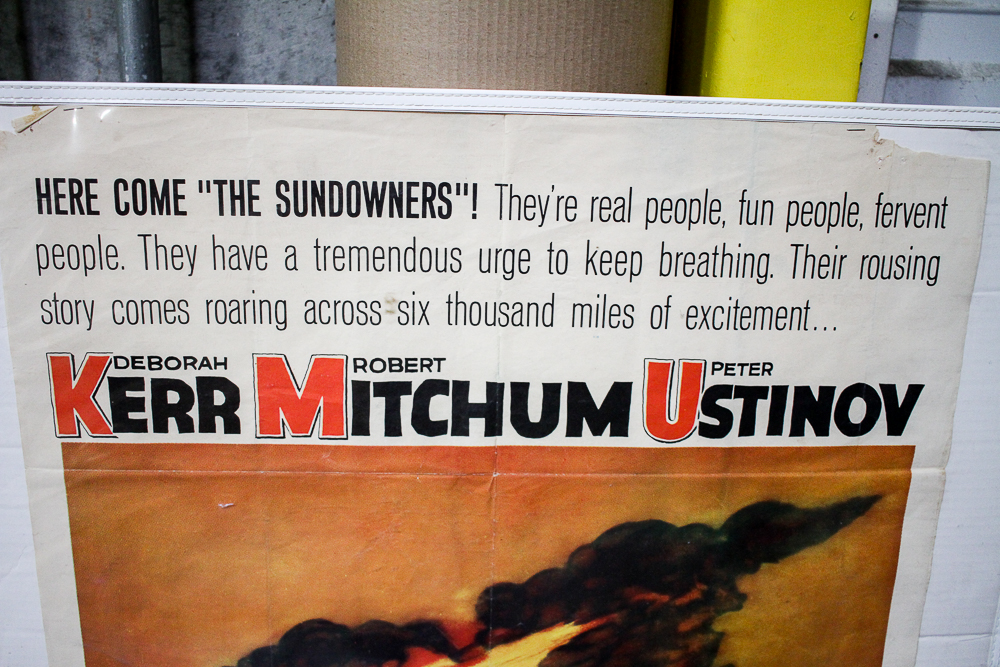 HERE COME "THE SUNDOWNERS"! They're real people, fun people, fervent
people. They have a tremendous urge to keep breathing. Their rousing
story comes roaring across six thousand miles of excitement...
DEBORAH KERR ROBERT MITCHUM PETER USTINOV